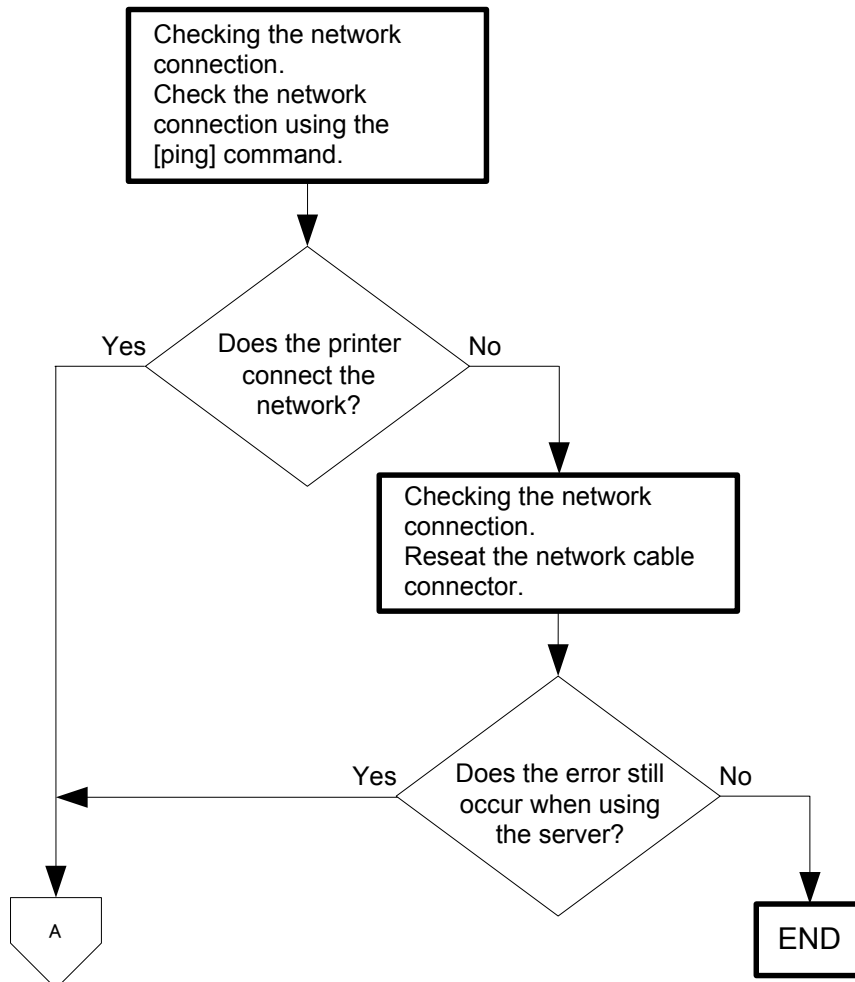 Checking the network
connection.
Check the network
connection using the
[ping] command.
Yes
Does the printer
connect the
network?
No
Checking the network
connection.
Reseat the network cable
connector.
Yes
Does the error still
occur when using
the server?
No
A
END